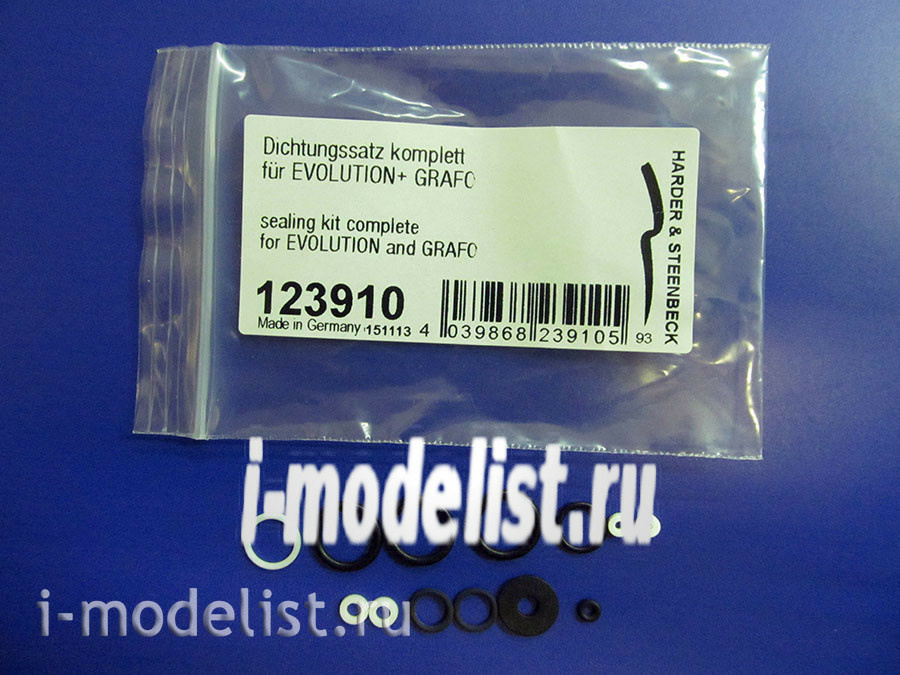 Dichtungssatz komplett
für EVOLUTION+ GRAFO
sealing kit complete
for EVOLUTION and GRAFO
123910
Made in Germany 151113
4 039868 239105 93
HARDER & STEENBECK
i-modelist.ru
i-modelist.ru